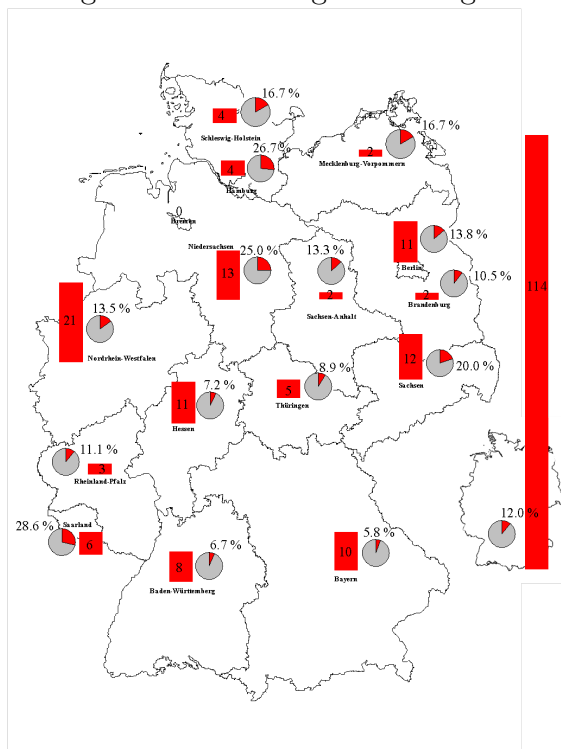 16.7 %
4
Schleswig-Holstein
16.7 %
2
Mecklenburg-Vorpommern
26.7%
4
Hamburg
0
Bremen
Niedersachsen
25.0 %
13
13.3 %
2
Sachsen-Anhalt
11
13.8 %
Berlin
10.5 %
2
Brandenburg
114
21
13.5 %
Nordrhein-Westfalen
12
20.0 %
Sachsen
8.9 %
5
Thüringen
7.2 %
11
Hessen
11.1 %
3
Rheinland-Pfalz
28.6 %
Saarland
6
6.7 %
8
Baden-Württemberg
5.8 %
10
Bayern
12.0 %